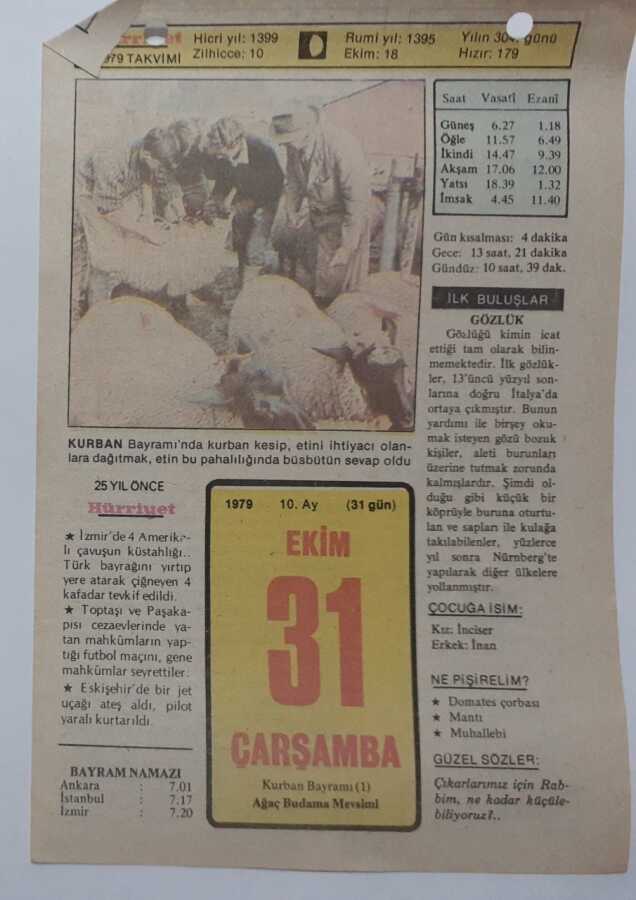 Hicri yıl: 1399
Zilhicce: 10
Rumi yıl: 1395
Ekim: 18
Yılın günü
Hızır: 179
TAKVİMİ
Saat Vasatî Ezanî
Güneş 6.27 1.18
Öğle 11.57 6.49
İkindi 14.47 9.39
Akşam 17.06 12.00
Yatsı 18.39 1.32
İmsak 4.45 11.40
Gün kısalması: 4 dakika
Gece: 13 saat, 21 dakika
Gündüz: 10 saat, 39 dak.
KURBAN Bayramı'nda kurban kesip, etini ihtiyacı olan-
lara dağıtmak, etin bu pahalılığında büsbütün sevap oldu
25 YIL ÖNCE
Hürriyet
★ İzmir'de 4 Amerika-
lı çavuşun küstahlığı..
Türk bayrağını yırtıp
yere atarak çiğneyen 4
kafadar tevkif edildi.
★ Toptaşı ve Paşaka-
pısı cezaevlerinde ya-
tan mahkûmların yap-
tığı futbol maçını, gene
mahkûmlar seyrettiler.
★ Eskişehir'de bir jet
uçağı ateş aldı, pilot
yaralı kurtarıldı.
BAYRAM NAMAZI
Ankara : 7.01
İstanbul : 7.17
İzmir : 7.20
1979 10. Ay (31 gün)
EKİM
31
ÇARŞAMBA
Kurban Bayramı (1)
Ağaç Budama Mevsimi
İLK BULUŞLAR
GÖZLÜK
Gözlüğü kimin icat
ettiği tam olarak bilin-
memektedir. İlk gözlük-
ler, 13'üncü yüzyıl son-
larına doğru İtalya'da
ortaya çıkmıştır. Bunun
yardımı ile birşey oku-
mak isteyen gözü bozuk
kişiler, aleti burunları
üzerine tutmak zorunda
kalmışlardır. Şimdi ol-
duğu gibi küçük bir
köprüyle buruna oturtu-
lan ve sapları ile kulağa
takılabilenler, yüzlerce
yıl sonra Nürnberg'te
yapılarak diğer ülkelere
yollanmıştır.
ÇOCUĞA İSİM:
Kız: İnciser
Erkek: İnan
NE PİŞİRELİM?
★ Domates çorbası
★ Mantı
★ Muhallebi
GÜZEL SÖZLER:
Çıkarlarımız için Rab-
bim, ne kadar küçüle-
biliyoruz?..